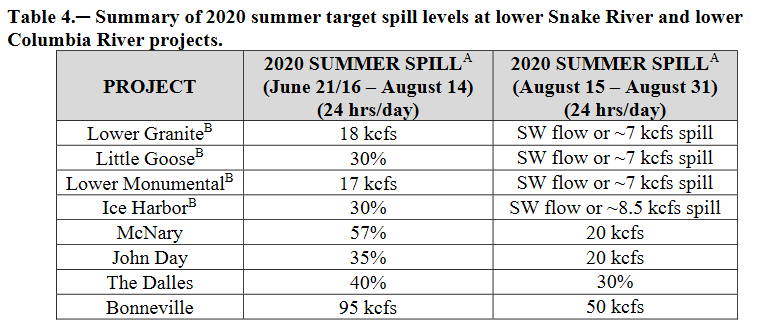 Table 4.— Summary of 2020 summer target spill levels at lower Snake River and lower
Columbia River projects.
PROJECT
2020 SUMMER SPILLA
(June 21/16 – August 14)
(24 hrs/day)
2020 SUMMER SPILLA
(August 15 – August 31)
(24 hrs/day)
Lower GraniteB 18 kcfs SW flow or ~7 kcfs spill
Little GooseB 30% SW flow or ~7 kcfs spill
Lower MonumentalB 17 kcfs SW flow or ~7 kcfs spill
Ice HarborB 30% SW flow or ~8.5 kcfs spill
McNary 57% 20 kcfs
John Day 35% 20 kcfs
The Dalles 40% 30%
Bonneville 95 kcfs 50 kcfs